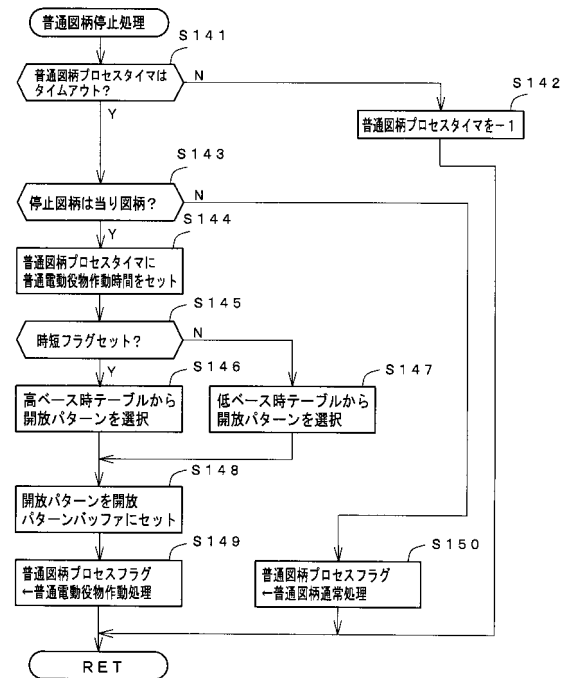 普通図柄停止処理
S141
普通図柄プロセスタイマは
タイムアウト?
N
Y
S142
普通図柄プロセスタイマを−1
S143
停止図柄は当り図柄?
N
Y
S144
普通図柄プロセスタイマに
普通電動役物作動時間をセット
S145
時短フラグセット?
N
Y
S146
高ベース時テーブルから
開放パターンを選択
S147
低ベース時テーブルから
開放パターンを選択
S148
開放パターンを開放
パターンバッファにセット
S149
普通図柄プロセスフラグ
←普通電動役物作動処理
S150
普通図柄プロセスフラグ
←普通図柄通常処理
RET